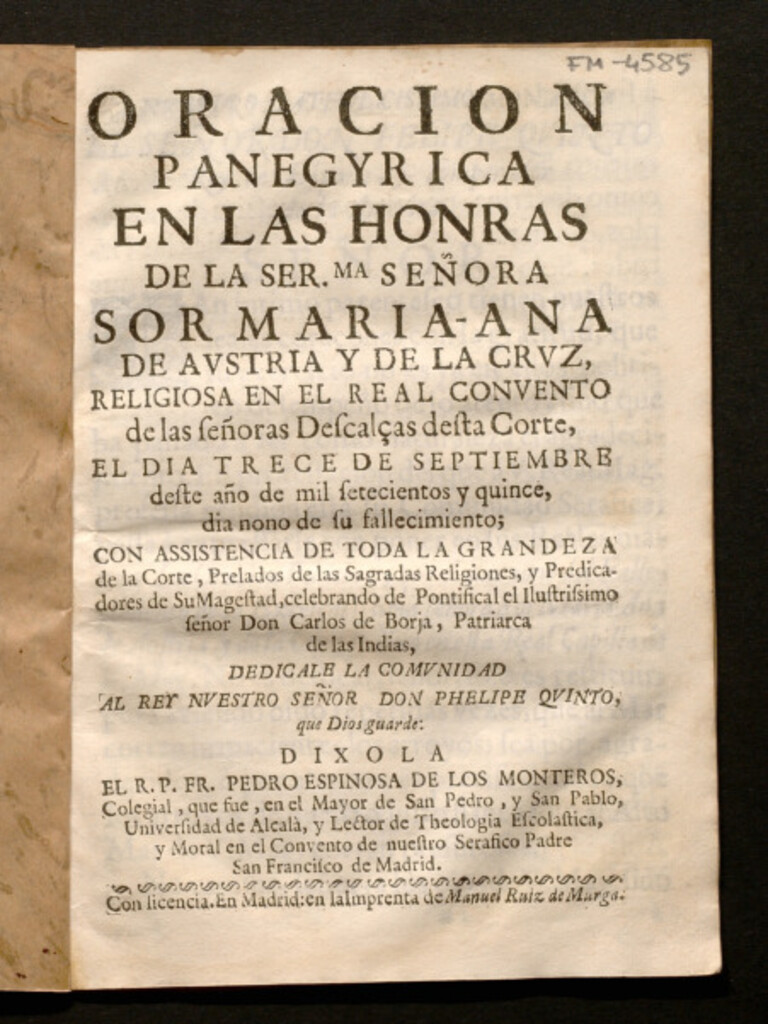 FM-4585
ORACION
PANEGYRICA
EN LAS HONRAS
DE LA SER.MA SEÑORA
SOR MARIA-ANA
DE AVSTRIA Y DE LA CRVZ,
RELIGIOSA EN EL REAL CONVENTO
de las ſeñoras Deſcalças deſta Corte,
EL DIA TRECE DE SEPTIEMBRE
deſte año de mil ſetecientos y quince,
dia nono de ſu fallecimiento;
CON ASSISTENCIA DE TODA LA GRANDEZA
de la Corte, Prelados de las Sagradas Religiones, y Predica-
dores de Su Mageſtad, celebrando de Pontifical el Iluſtriſsimo
ſeñor Don Carlos de Borja, Patriarca
de las Indias,
DEDICALE LA COMVNIDAD
AL REY NVESTRO SEÑOR DON PHELIPE QVINTO,
que Dios guarde:
DIXOLA
EL R. P. FR. PEDRO ESPINOSA DE LOS MONTEROS,
Colegial, que fue, en el Mayor de San Pedro, y San Pablo,
Univerſidad de Alcalà, y Lector de Theologia Eſcolaſtica,
y Moral en el Convento de nueſtro Serafico Padre
San Franciſco de Madrid.
Con licencia. En Madrid: en la Imprenta de Manuel Ruiz de Murga.